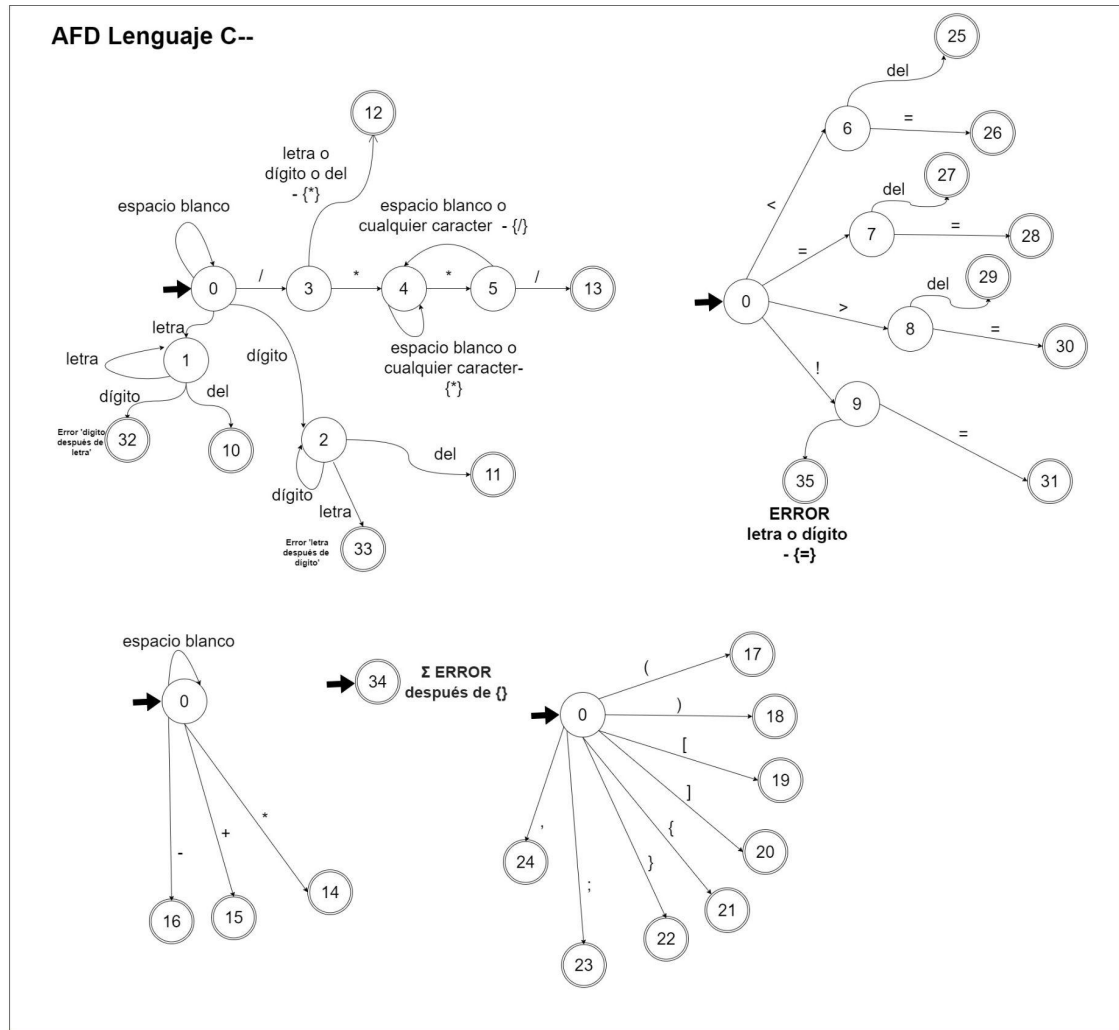 AFD Lenguaje C--
espacio blanco
0
/
3
letra o
dígito o del
- {*}
12
*
4
espacio blanco o
cualquier caracter - {/}
*
5
/
13
espacio blanco o
cualquier caracter-
{*}
letra
1
letra
dígito
32
Error 'dígito
después de
letra'
del
10
dígito
2
dígito
del
11
letra
33
Error 'letra
después de
dígito'
0
<
6
del
25
=
26
=
7
del
27
=
28
>
8
del
29
=
30
!
9
=
31
35
ERROR
letra o dígito
- {=}
espacio blanco
0
-
16
+
15
*
14
34
Σ ERROR
después de {}
0
(
17
)
18
[
19
]
20
{
21
}
22
;
23
,
24